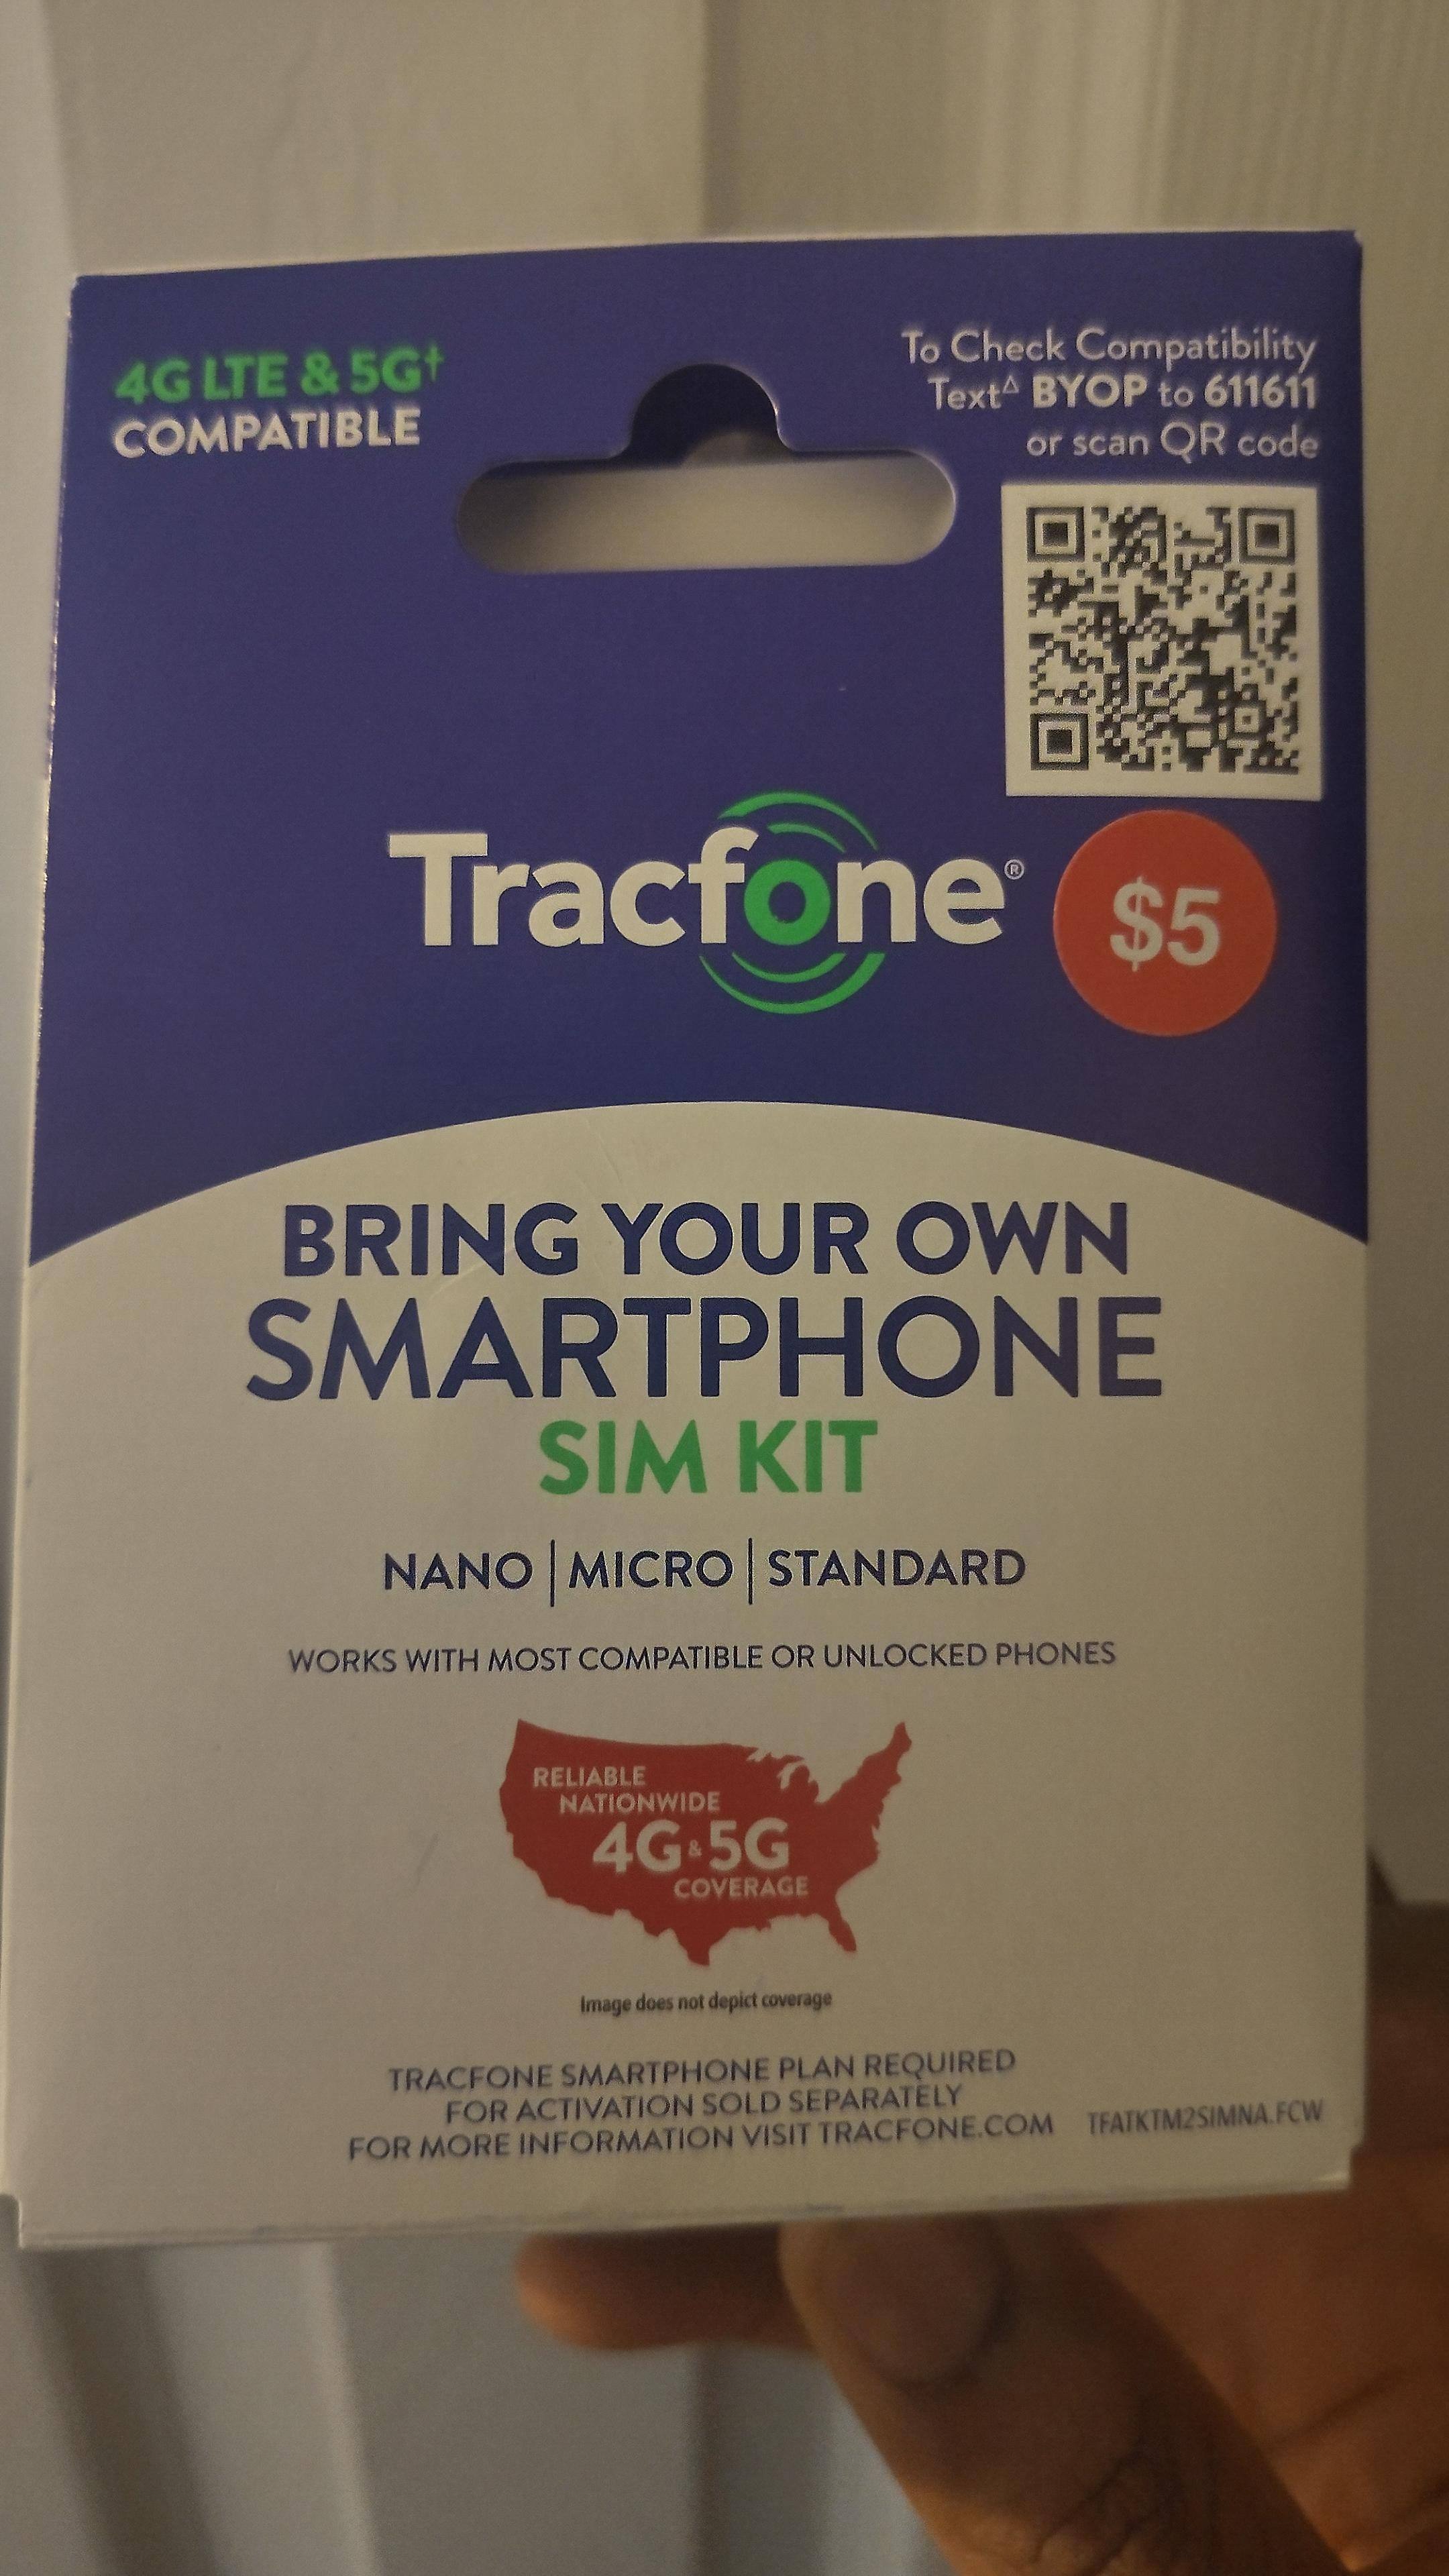 4G LTE & 5G†
COMPATIBLE
To Check Compatibility
Text△ BYOP to 611611
or scan QR code
Tracfone®
$5
BRING YOUR OWN
SMARTPHONE
SIM KIT
NANO | MICRO | STANDARD
WORKS WITH MOST COMPATIBLE OR UNLOCKED PHONES
RELIABLE
NATIONWIDE
4G & 5G
COVERAGE
Image does not depict coverage
TRACFONE SMARTPHONE PLAN REQUIRED
FOR ACTIVATION SOLD SEPARATELY
FOR MORE INFORMATION VISIT TRACFONE.COM
TFATKTM2SIMNA.FCW